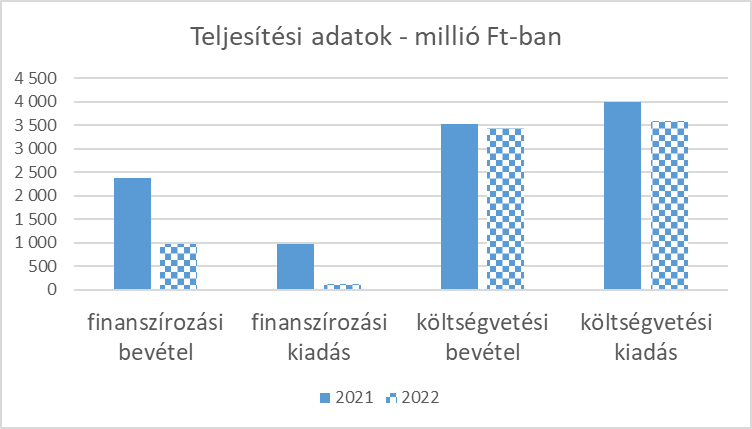 Teljesítési adatok - millió Ft-ban
4 500
4 000
3 500
3 000
2 500
2 000
1 500
1 000
500
0
finanszírozási
bevétel
finanszírozási
kiadás
költségvetési
bevétel
költségvetési
kiadás
2021
2022